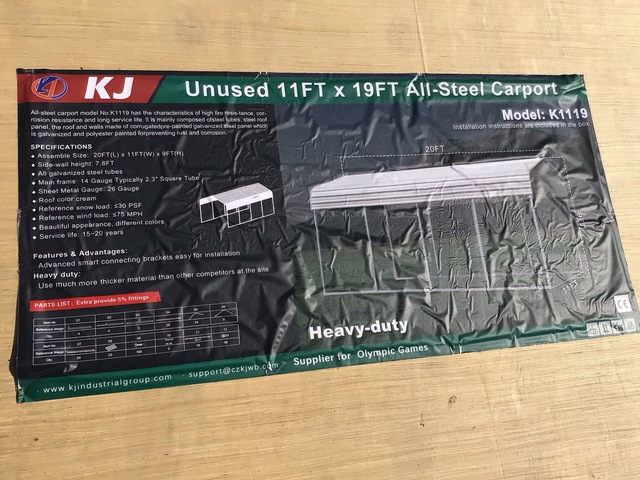 KJ
Unused 11FT x 19FT All-Steel Carport
All-steel carport model No.K1119 has the characteristics of high fire resis-tance, cor-
rosion resistance and long service life, it is mainly composed ofsteel tubes, steel roof
panel, the roof and walls made of corrugatedpre-painted galvanized steel panel which
is galvanized and polyester painted forpreventing rust and corrosion.
SPECIFICATIONS
Assemble Size: 20FT(L) x 11FT(W) x 9FT(H)
Side-wall height: 7.8FT
All galvanized steel tubes
Main frame: 14 Gauge Typically 2.3" Square Tube
Sheet Metal Gauge: 26 Gauge
Roof color:cream
Reference snow load: ≤30 PSF
Reference wind load: ≤75 MPH
Beautiful appearance, different colors
Service life: 15~20 years
Features & Advantages:
Advanced smart connecting brackets easy for installation
Heavy duty:
Use much more thicker material than other competitors at the site
PARTS LIST: Extra provide 5% fittings
Model: K1119
Installation instructions are included in the box
20FT
Heavy-duty
CE
www.kjindustrialgroup.com · support@czkjwb.com · Supplier for Olympic Games